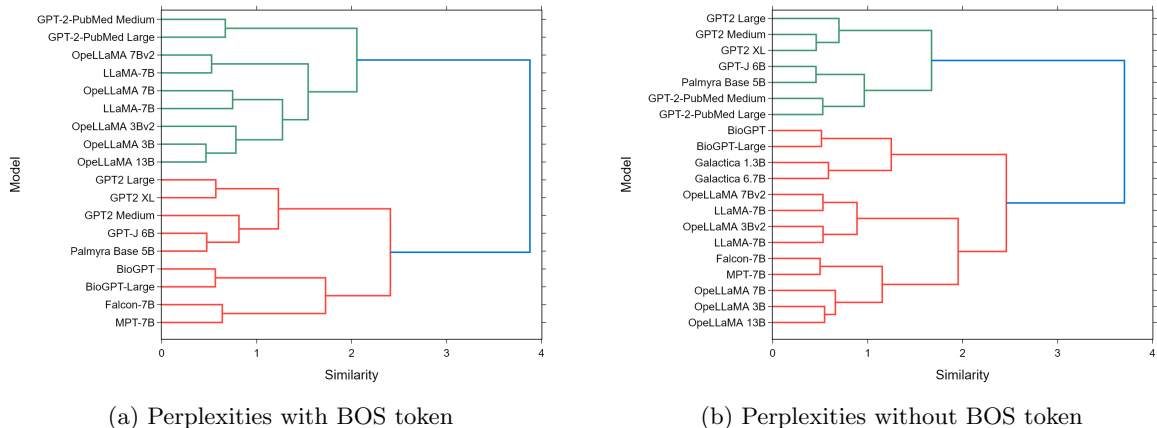 GPT-2-PubMed Medium
GPT-2-PubMed Large
OpeLLaMA 7Bv2
LLaMA-7B
OpeLLaMA 7B
LLaMA-7B
OpeLLaMA 3Bv2
OpeLLaMA 3B
OpeLLaMA 13B
GPT2 Large
GPT2 XL
GPT2 Medium
GPT-J 6B
Palmyra Base 5B
BioGPT
BioGPT-Large
Falcon-7B
MPT-7B
Model
0 1 2 3 4
Similarity
(a) Perplexities with BOS token
GPT2 Large
GPT2 Medium
GPT2 XL
GPT-J 6B
Palmyra Base 5B
GPT-2-PubMed Medium
GPT-2-PubMed Large
BioGPT
BioGPT-Large
Galactica 1.3B
Galactica 6.7B
OpeLLaMA 7Bv2
LLaMA-7B
OpeLLaMA 3Bv2
LLaMA-7B
Falcon-7B
MPT-7B
OpeLLaMA 7B
OpeLLaMA 3B
OpeLLaMA 13B
Model
0 1 2 3 4
Similarity
(b) Perplexities without BOS token